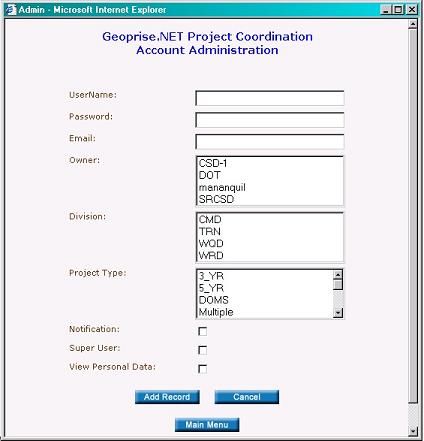 Admin - Microsoft Internet Explorer
Geoprise.NET Project Coordination
Account Administration
UserName:
Password:
Email:
Owner:
CSD-1
DOT
mananquil
SRCSD
Division:
CMD
TRN
WQD
WRD
Project Type:
3_YR
5_YR
DOMS
Multiple
Notification:
Super User:
View Personal Data:
Add Record Cancel
Main Menu